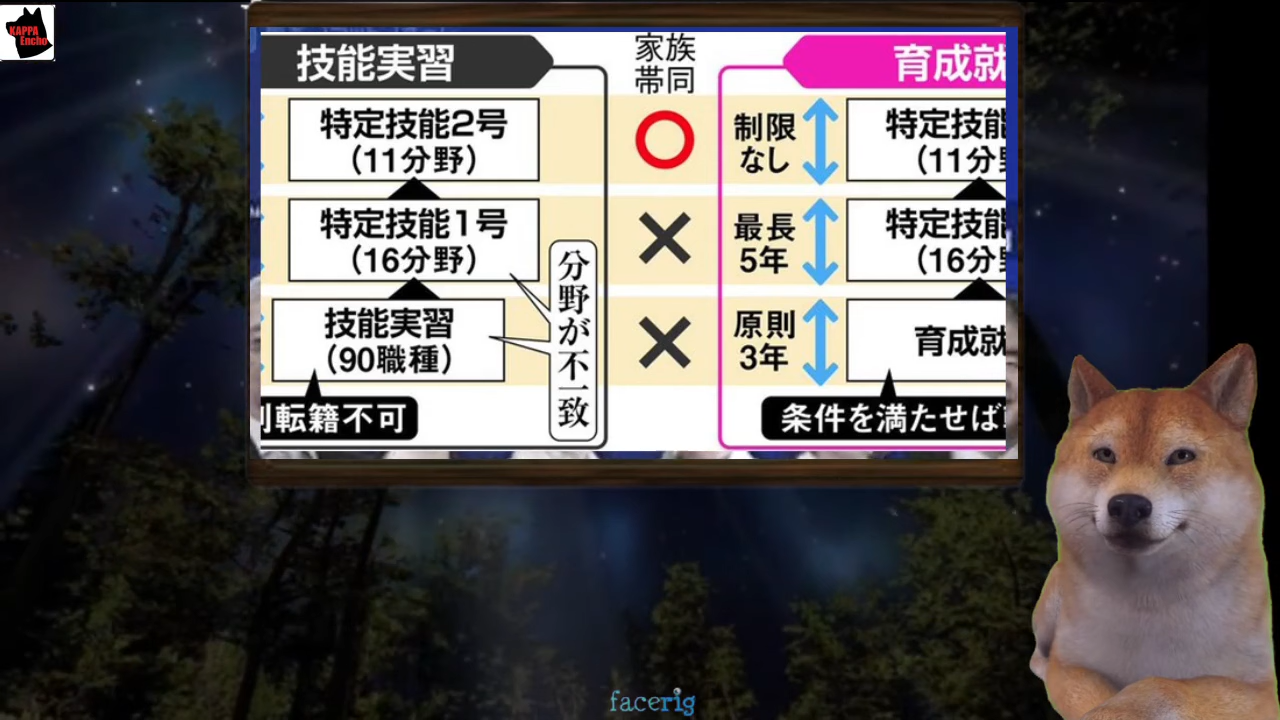 KAPPA
Encho
技能実習
家族
帯同
育成就
特定技能2号
(11分野)
制限
なし
特定技能
(11分野
特定技能1号
(16分野)
最長
5年
特定技能
(16分野
分野が不一致
技能実習
(90職種)
原則
3年
育成就
転籍不可
条件を満たせば
facerig